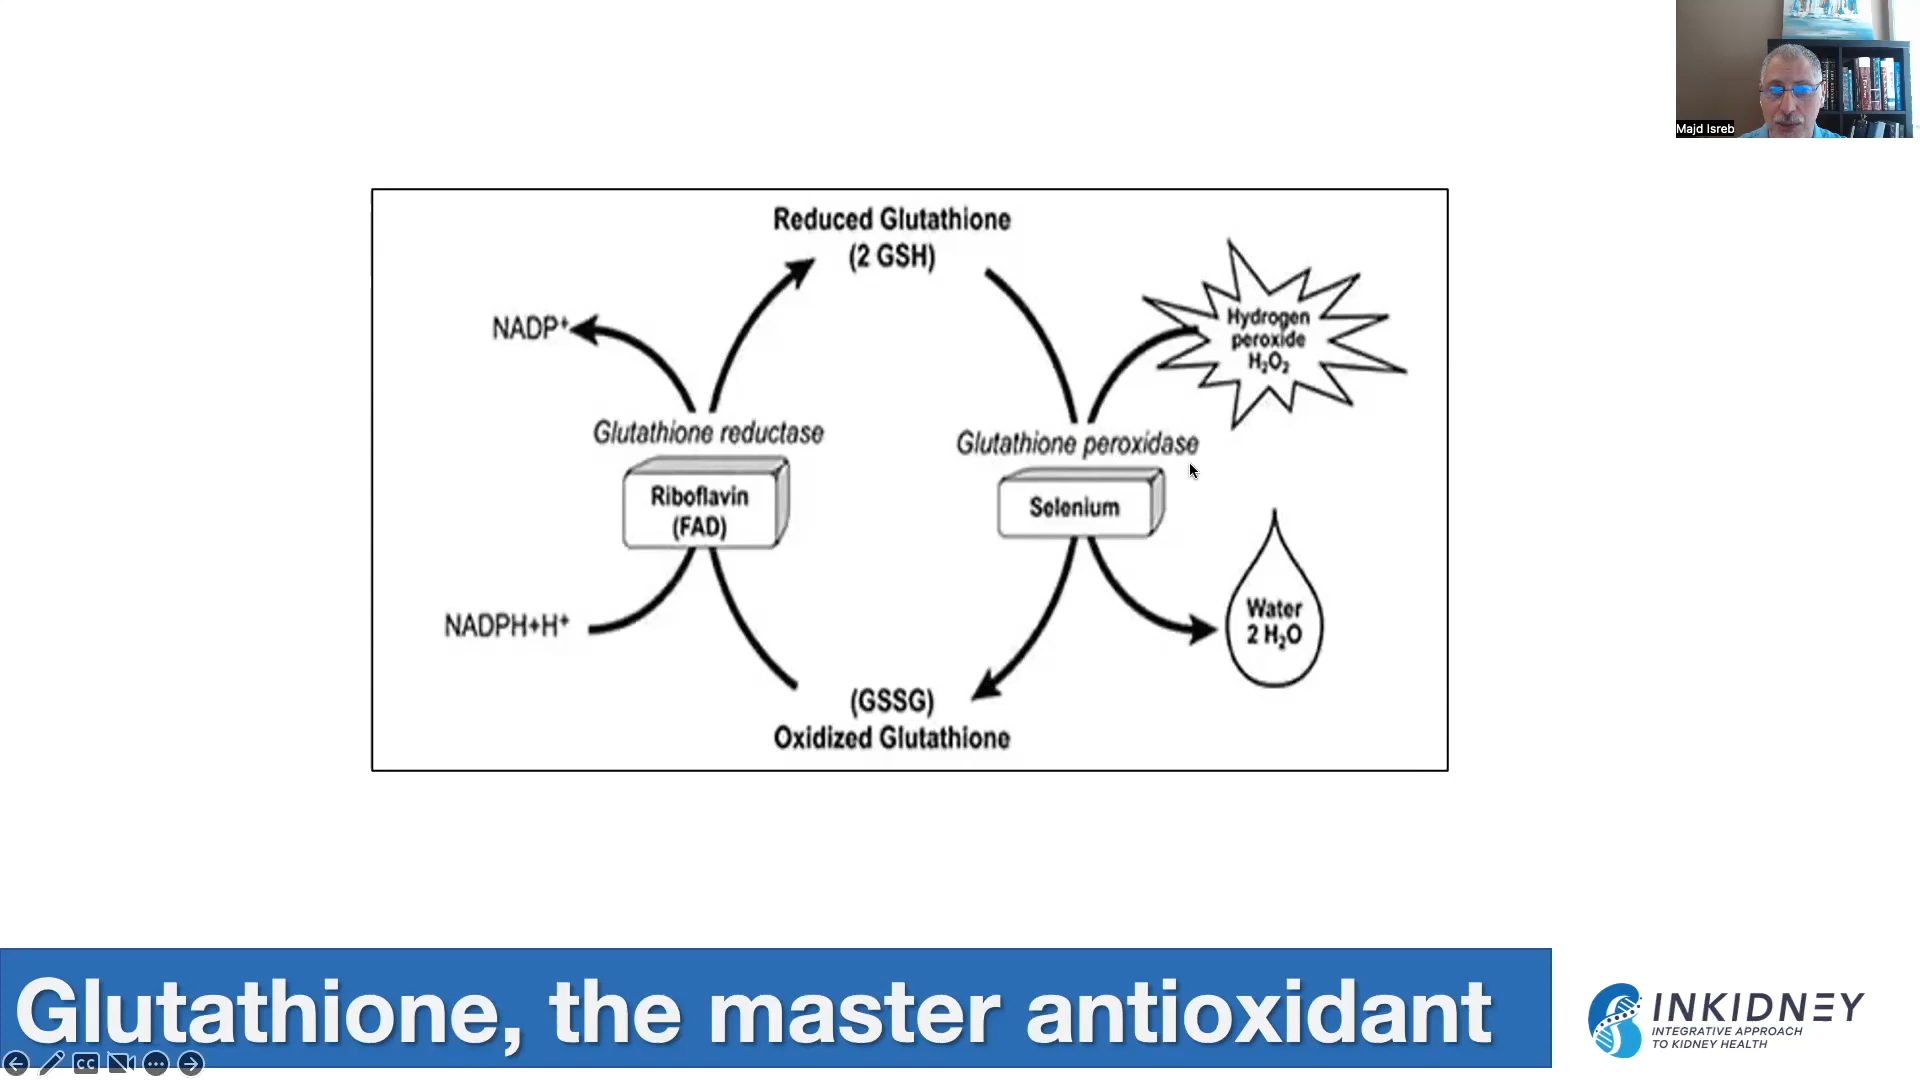 Majd Isreb
Reduced Glutathione
(2 GSH)
NADP⁺
Hydrogen
peroxide
H₂O₂
Glutathione reductase
Glutathione peroxidase
Riboflavin
(FAD)
Selenium
NADPH+H⁺
Water
2 H₂O
(GSSG)
Oxidized Glutathione
Glutathione, the master antioxidant
INKIDNEY
INTEGRATIVE APPROACH
TO KIDNEY HEALTH
CC